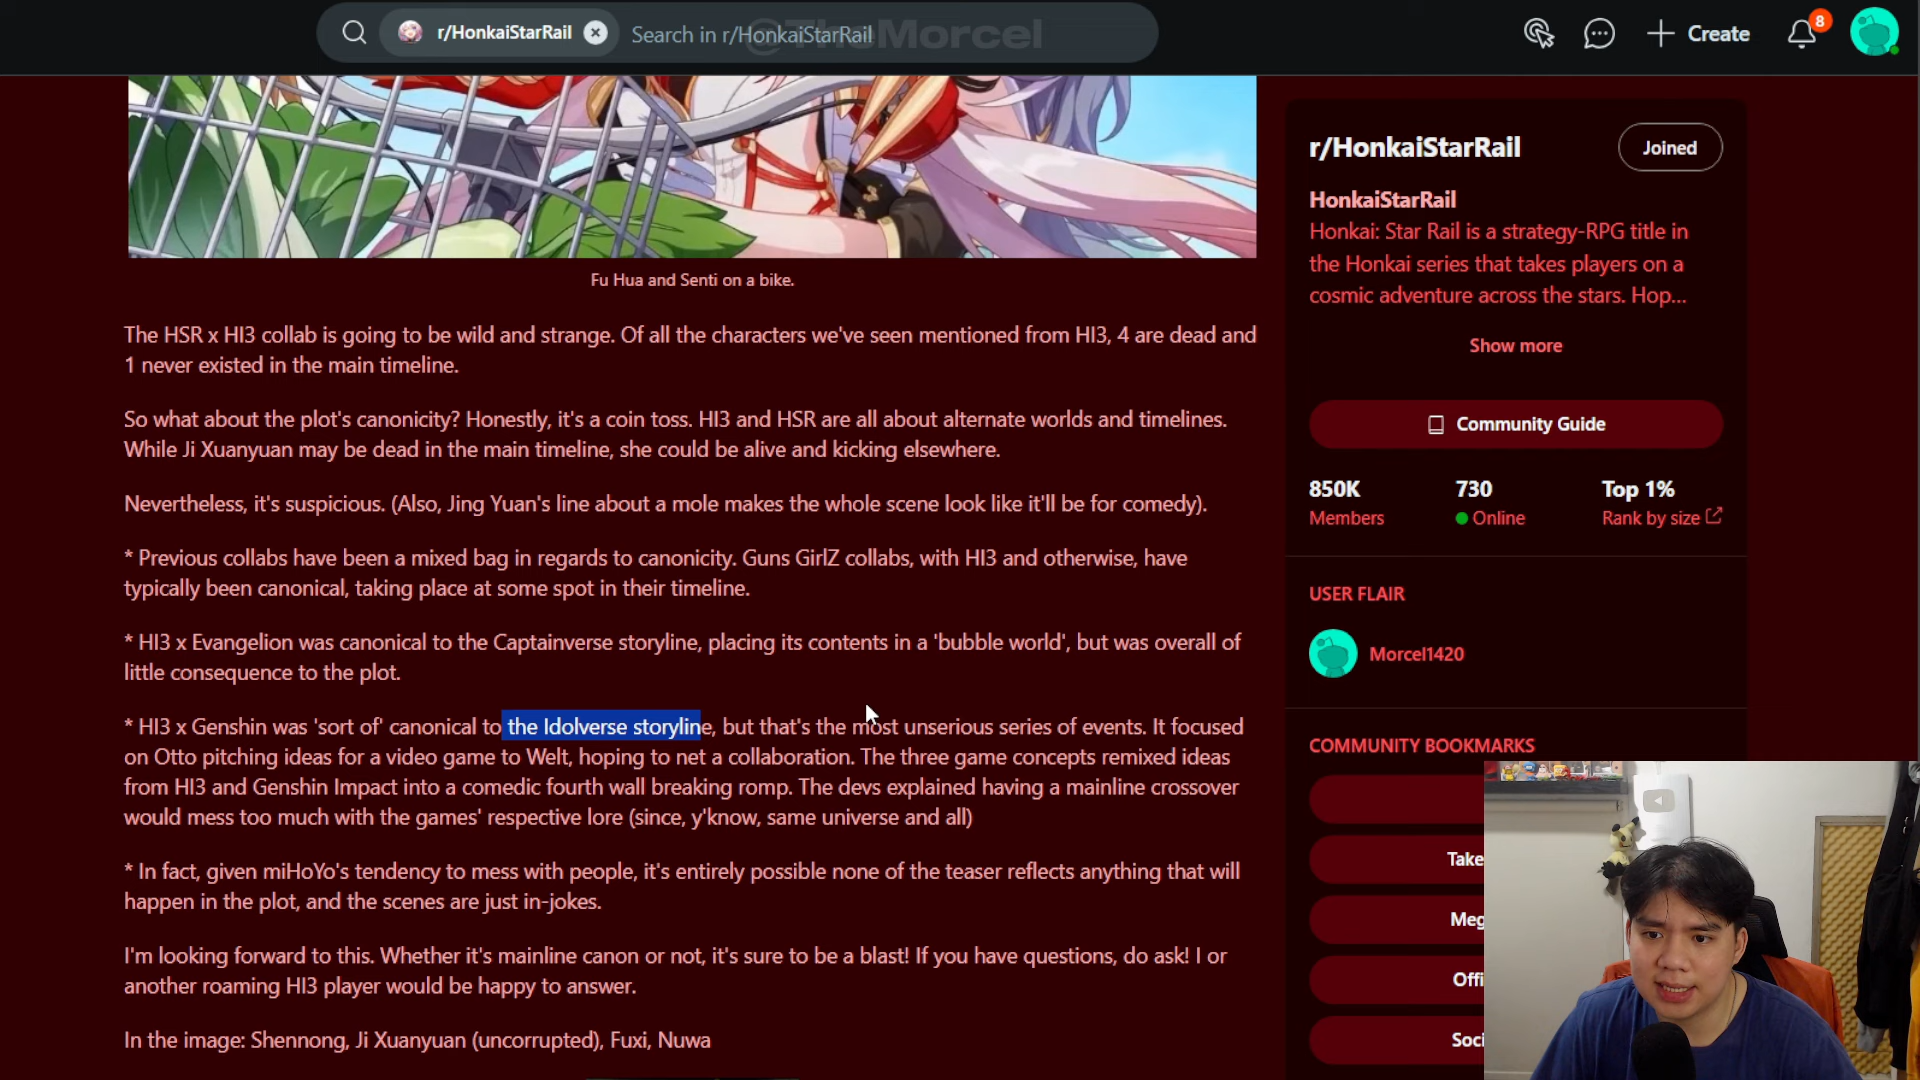 r/HonkaiStarRail
Search in r/HonkaiStarRail
@TheMorcel
Create
8
Fu Hua and Senti on a bike.
The HSR x HI3 collab is going to be wild and strange. Of all the characters we've seen mentioned from HI3, 4 are dead and
1 never existed in the main timeline.
So what about the plot's canonicity? Honestly, it's a coin toss. HI3 and HSR are all about alternate worlds and timelines.
While Ji Xuanyuan may be dead in the main timeline, she could be alive and kicking elsewhere.
Nevertheless, it's suspicious. (Also, Jing Yuan's line about a mole makes the whole scene look like it'll be for comedy).
* Previous collabs have been a mixed bag in regards to canonicity. Guns GirlZ collabs, with HI3 and otherwise, have
typically been canonical, taking place at some spot in their timeline.
* HI3 x Evangelion was canonical to the Captainverse storyline, placing its contents in a 'bubble world', but was overall of
little consequence to the plot.
* HI3 x Genshin was 'sort of' canonical to the Idolverse storyline, but that's the most unserious series of events. It focused
on Otto pitching ideas for a video game to Welt, hoping to net a collaboration. The three game concepts remixed ideas
from HI3 and Genshin Impact into a comedic fourth wall breaking romp. The devs explained having a mainline crossover
would mess too much with the games' respective lore (since, y'know, same universe and all)
* In fact, given miHoYo's tendency to mess with people, it's entirely possible none of the teaser reflects anything that will
happen in the plot, and the scenes are just in-jokes.
I'm looking forward to this. Whether it's mainline canon or not, it's sure to be a blast! If you have questions, do ask! I or
another roaming HI3 player would be happy to answer.
In the image: Shennong, Ji Xuanyuan (uncorrupted), Fuxi, Nuwa
r/HonkaiStarRail
Joined
HonkaiStarRail
Honkai: Star Rail is a strategy-RPG title in
the Honkai series that takes players on a
cosmic adventure across the stars. Hop...
Show more
Community Guide
850K
730
Top 1%
Members
Online
Rank by size
USER FLAIR
Morcel1420
COMMUNITY BOOKMARKS
Take
Meg
Offi
Soci